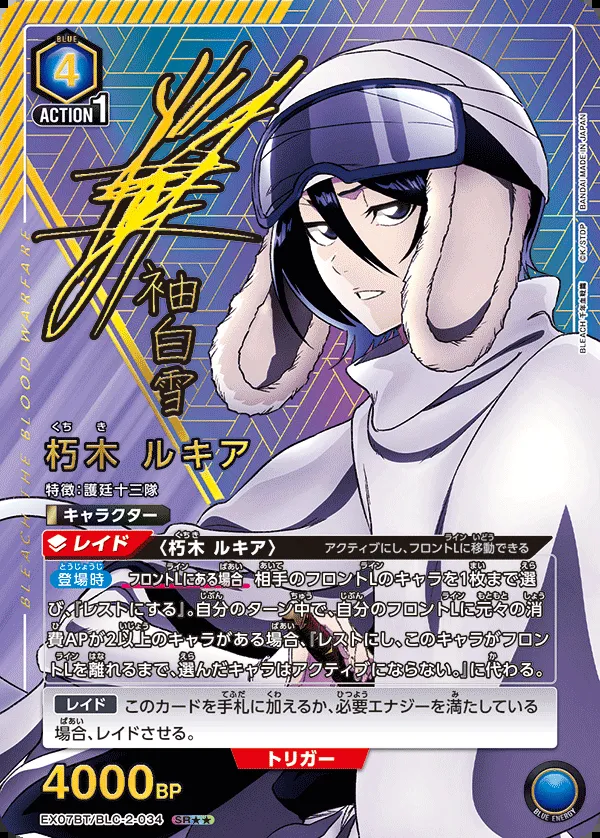 BLUE
4
ACTION 1
BLEACH THE BLOOD WARFARE
袖白雪
BANDAI MADE IN JAPAN
©K/STDP
BLEACH 千年血戦篇
くち き
朽木 ルキア
特徴:護廷十三隊
キャラクター
レイド 〈朽木 ルキア〉 アクティブにし、フロントLに移動できる
登場時 フロントLにある場合 相手のフロントLのキャラを1枚まで選
び、『レストにする』。自分のターン中で、自分のフロントLに元々の消
費APが2以上のキャラがある場合、『レストにし、このキャラがフロン
トLを離れるまで、選んだキャラはアクティブにならない。』に代わる。
レイド このカードを手札に加えるか、必要エナジーを満たしている
場合、レイドさせる。
トリガー
4000BP
BLUE ENERGY
EX07BT/BLC-2-034 SR★★